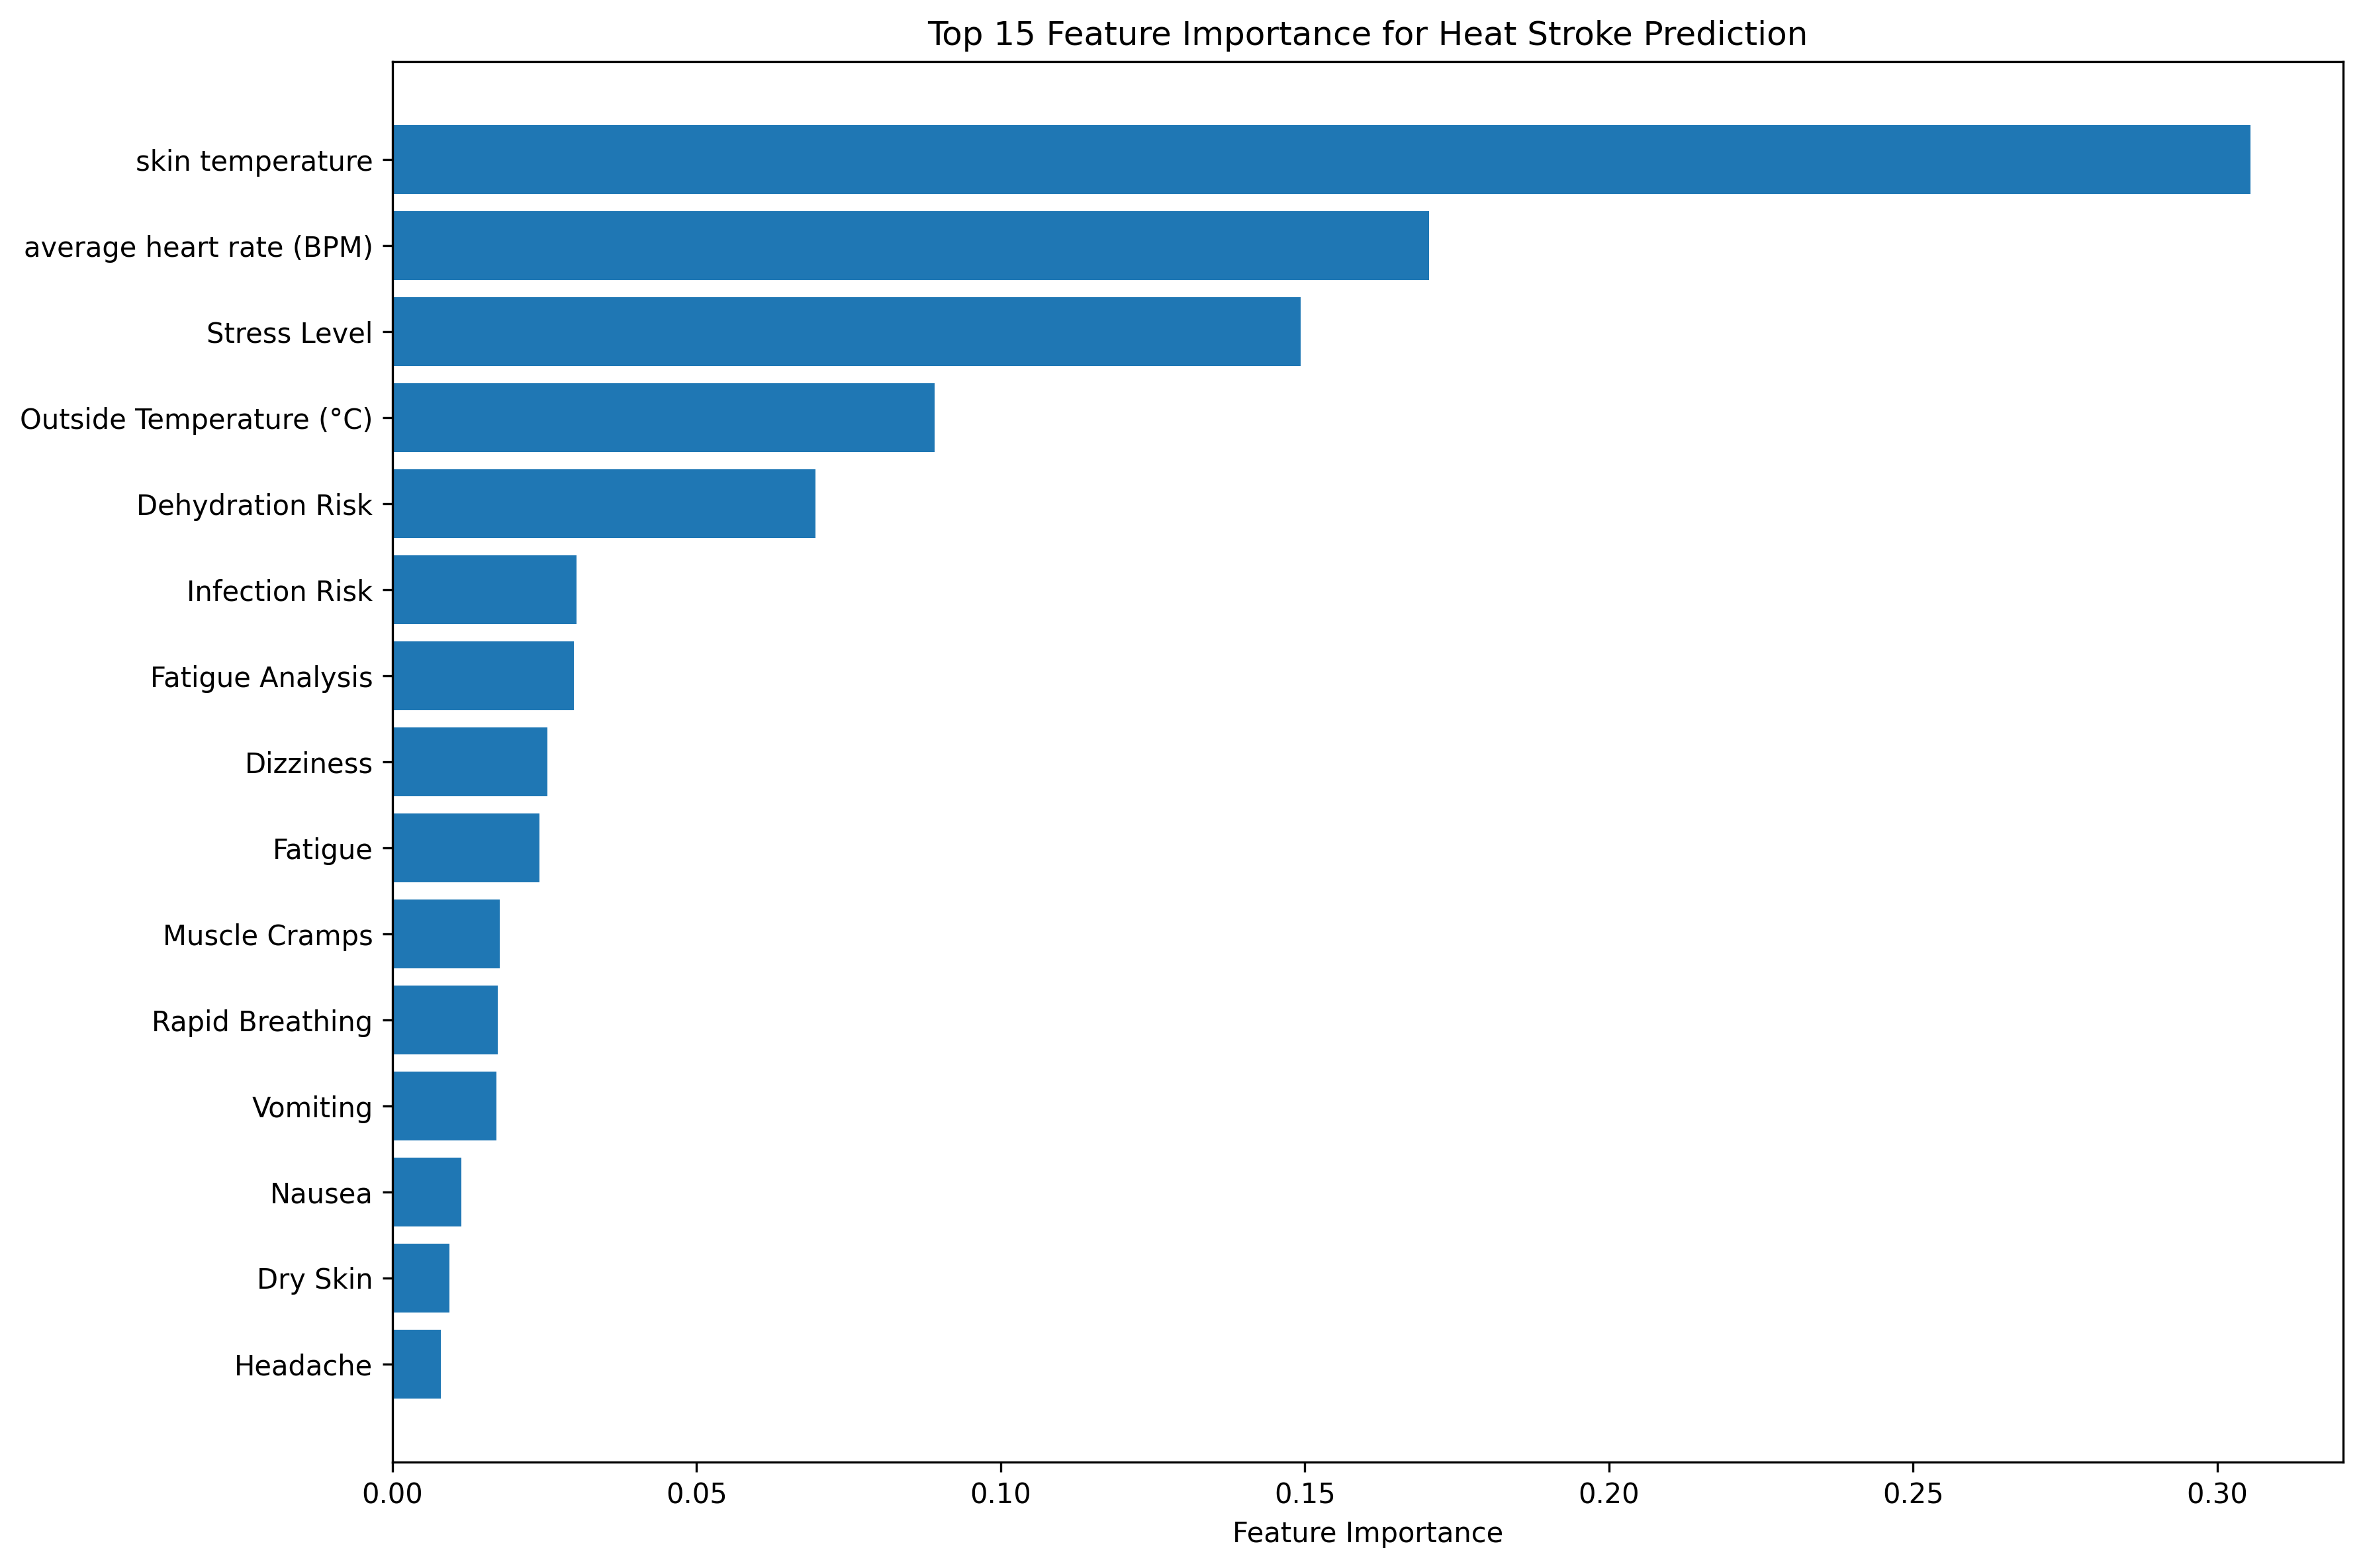 Top 15 Feature Importance for Heat Stroke Prediction
skin temperature
average heart rate (BPM)
Stress Level
Outside Temperature (°C)
Dehydration Risk
Infection Risk
Fatigue Analysis
Dizziness
Fatigue
Muscle Cramps
Rapid Breathing
Vomiting
Nausea
Dry Skin
Headache
0.00 0.05 0.10 0.15 0.20 0.25 0.30
Feature Importance